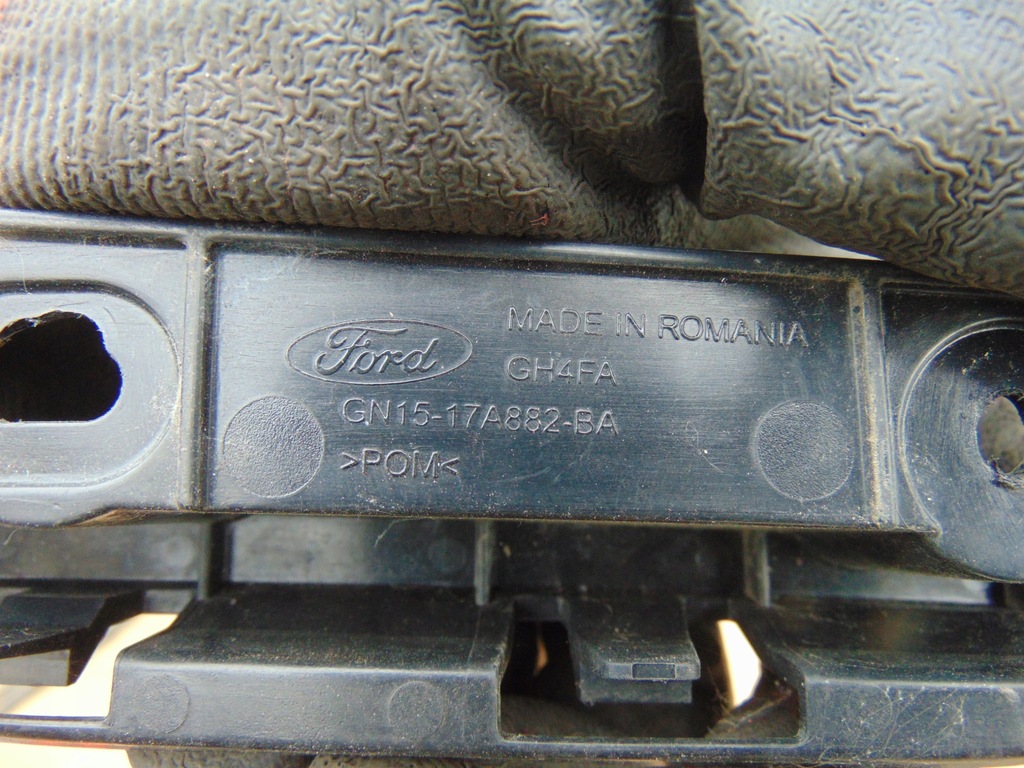 Ford
MADE IN ROMANIA
GH4FA
GN15-17A882-BA
>POM<